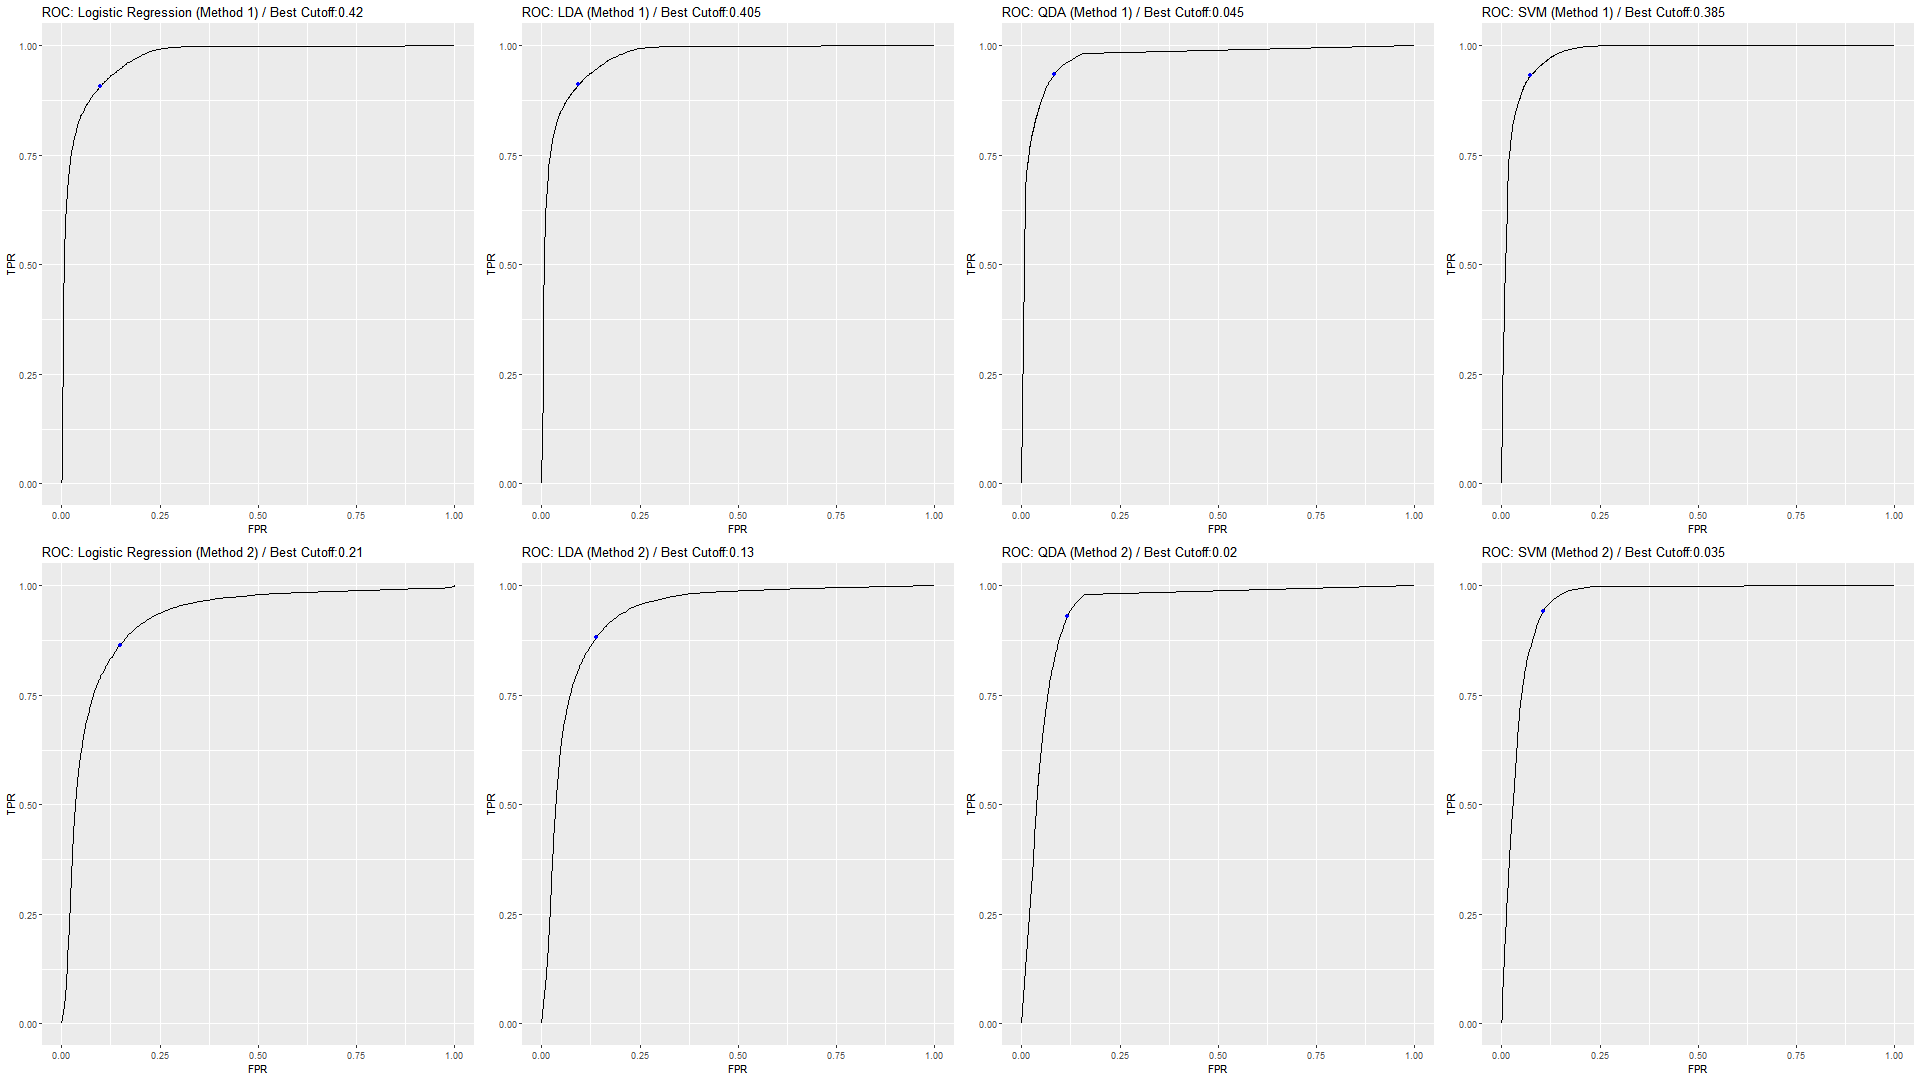 ROC: Logistic Regression (Method 1) / Best Cutoff:0.42
TPR
1.00
0.75
0.50
0.25
0.00
0.00 0.25 0.50 0.75 1.00
FPR
ROC: LDA (Method 1) / Best Cutoff:0.405
TPR
1.00
0.75
0.50
0.25
0.00
0.00 0.25 0.50 0.75 1.00
FPR
ROC: QDA (Method 1) / Best Cutoff:0.045
TPR
1.00
0.75
0.50
0.25
0.00
0.00 0.25 0.50 0.75 1.00
FPR
ROC: SVM (Method 1) / Best Cutoff:0.385
TPR
1.00
0.75
0.50
0.25
0.00
0.00 0.25 0.50 0.75 1.00
FPR
ROC: Logistic Regression (Method 2) / Best Cutoff:0.21
TPR
1.00
0.75
0.50
0.25
0.00
0.00 0.25 0.50 0.75 1.00
FPR
ROC: LDA (Method 2) / Best Cutoff:0.13
TPR
1.00
0.75
0.50
0.25
0.00
0.00 0.25 0.50 0.75 1.00
FPR
ROC: QDA (Method 2) / Best Cutoff:0.02
TPR
1.00
0.75
0.50
0.25
0.00
0.00 0.25 0.50 0.75 1.00
FPR
ROC: SVM (Method 2) / Best Cutoff:0.035
TPR
1.00
0.75
0.50
0.25
0.00
0.00 0.25 0.50 0.75 1.00
FPR